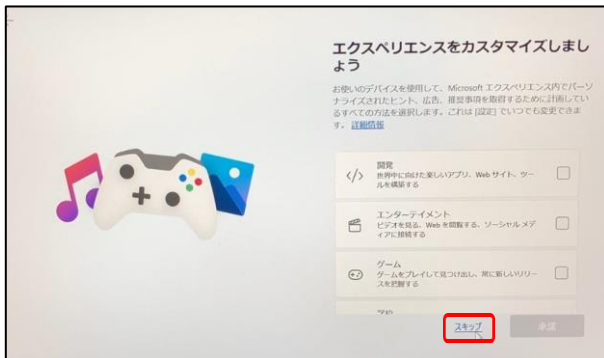 エクスペリエンスをカスタマイズしまし
ょう
お使いのデバイスを使用して、Microsoft エクスペリエンス内でパーソ
ナライズされたヒント、広告、推奨事項を取得するために計画してい
るすべての方法を選択します。これは [設定] でいつでも変更できま
す。 詳細情報
開発
世界中に向けた楽しいアプリ、Web サイト、ツー
ルを構築する
エンターテイメント
ビデオを見る、Web を閲覧する、ソーシャル メデ
ィアに接続する
ゲーム
ゲームをプレイして見つけ出し、常に新しいリリー
スを把握する
スキップ
承諾